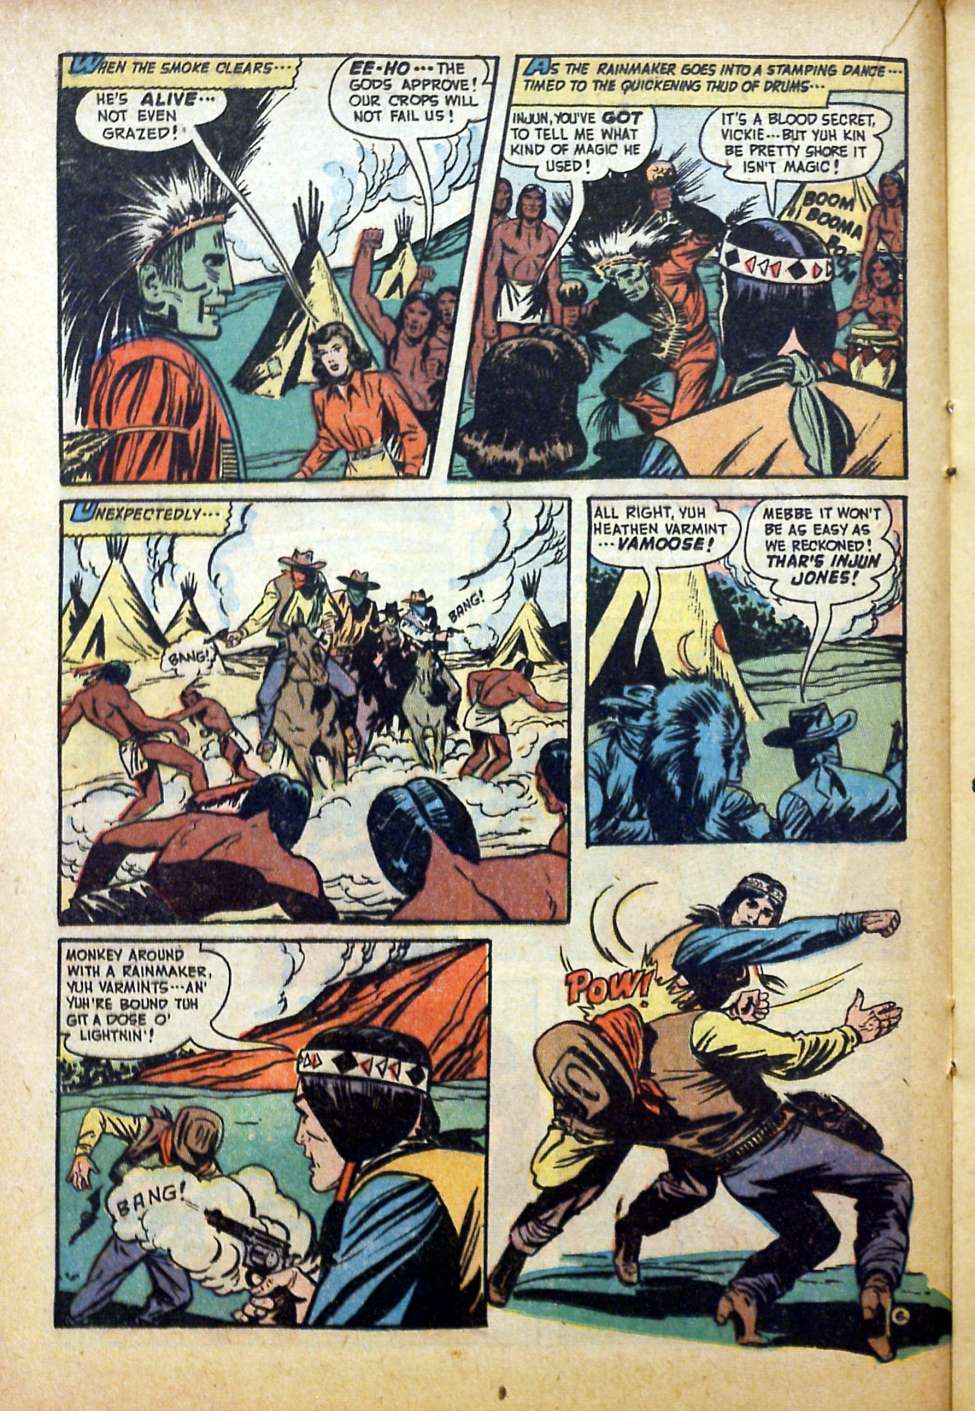 WHEN THE SMOKE CLEARS···
HE'S ALIVE···
NOT EVEN
GRAZED!
EE-HO···THE
GODS APPROVE!
OUR CROPS WILL
NOT FAIL US!
AS THE RAINMAKER GOES INTO A STAMPING DANCE···
TIMED TO THE QUICKENING THUD OF DRUMS···
INJUN, YOU'VE GOT
TO TELL ME WHAT
KIND OF MAGIC HE
USED!
IT'S A BLOOD SECRET,
VICKIE···BUT YUH KIN
BE PRETTY SHORE IT
ISN'T MAGIC!
BOOM
BOOMA
UNEXPECTEDLY···
BANG!
BANG!
ALL RIGHT, YUH
HEATHEN VARMINT
···VAMOOSE!
MEBBE IT WON'T
BE AS EASY AS
WE RECKONED!
THAR'S INJUN
JONES!
MONKEY AROUND
WITH A RAINMAKER,
YUH VARMINTS···AN'
YUH'RE BOUND TUH
GIT A DOSE O'
LIGHTNIN'!
BANG!
POW!
6